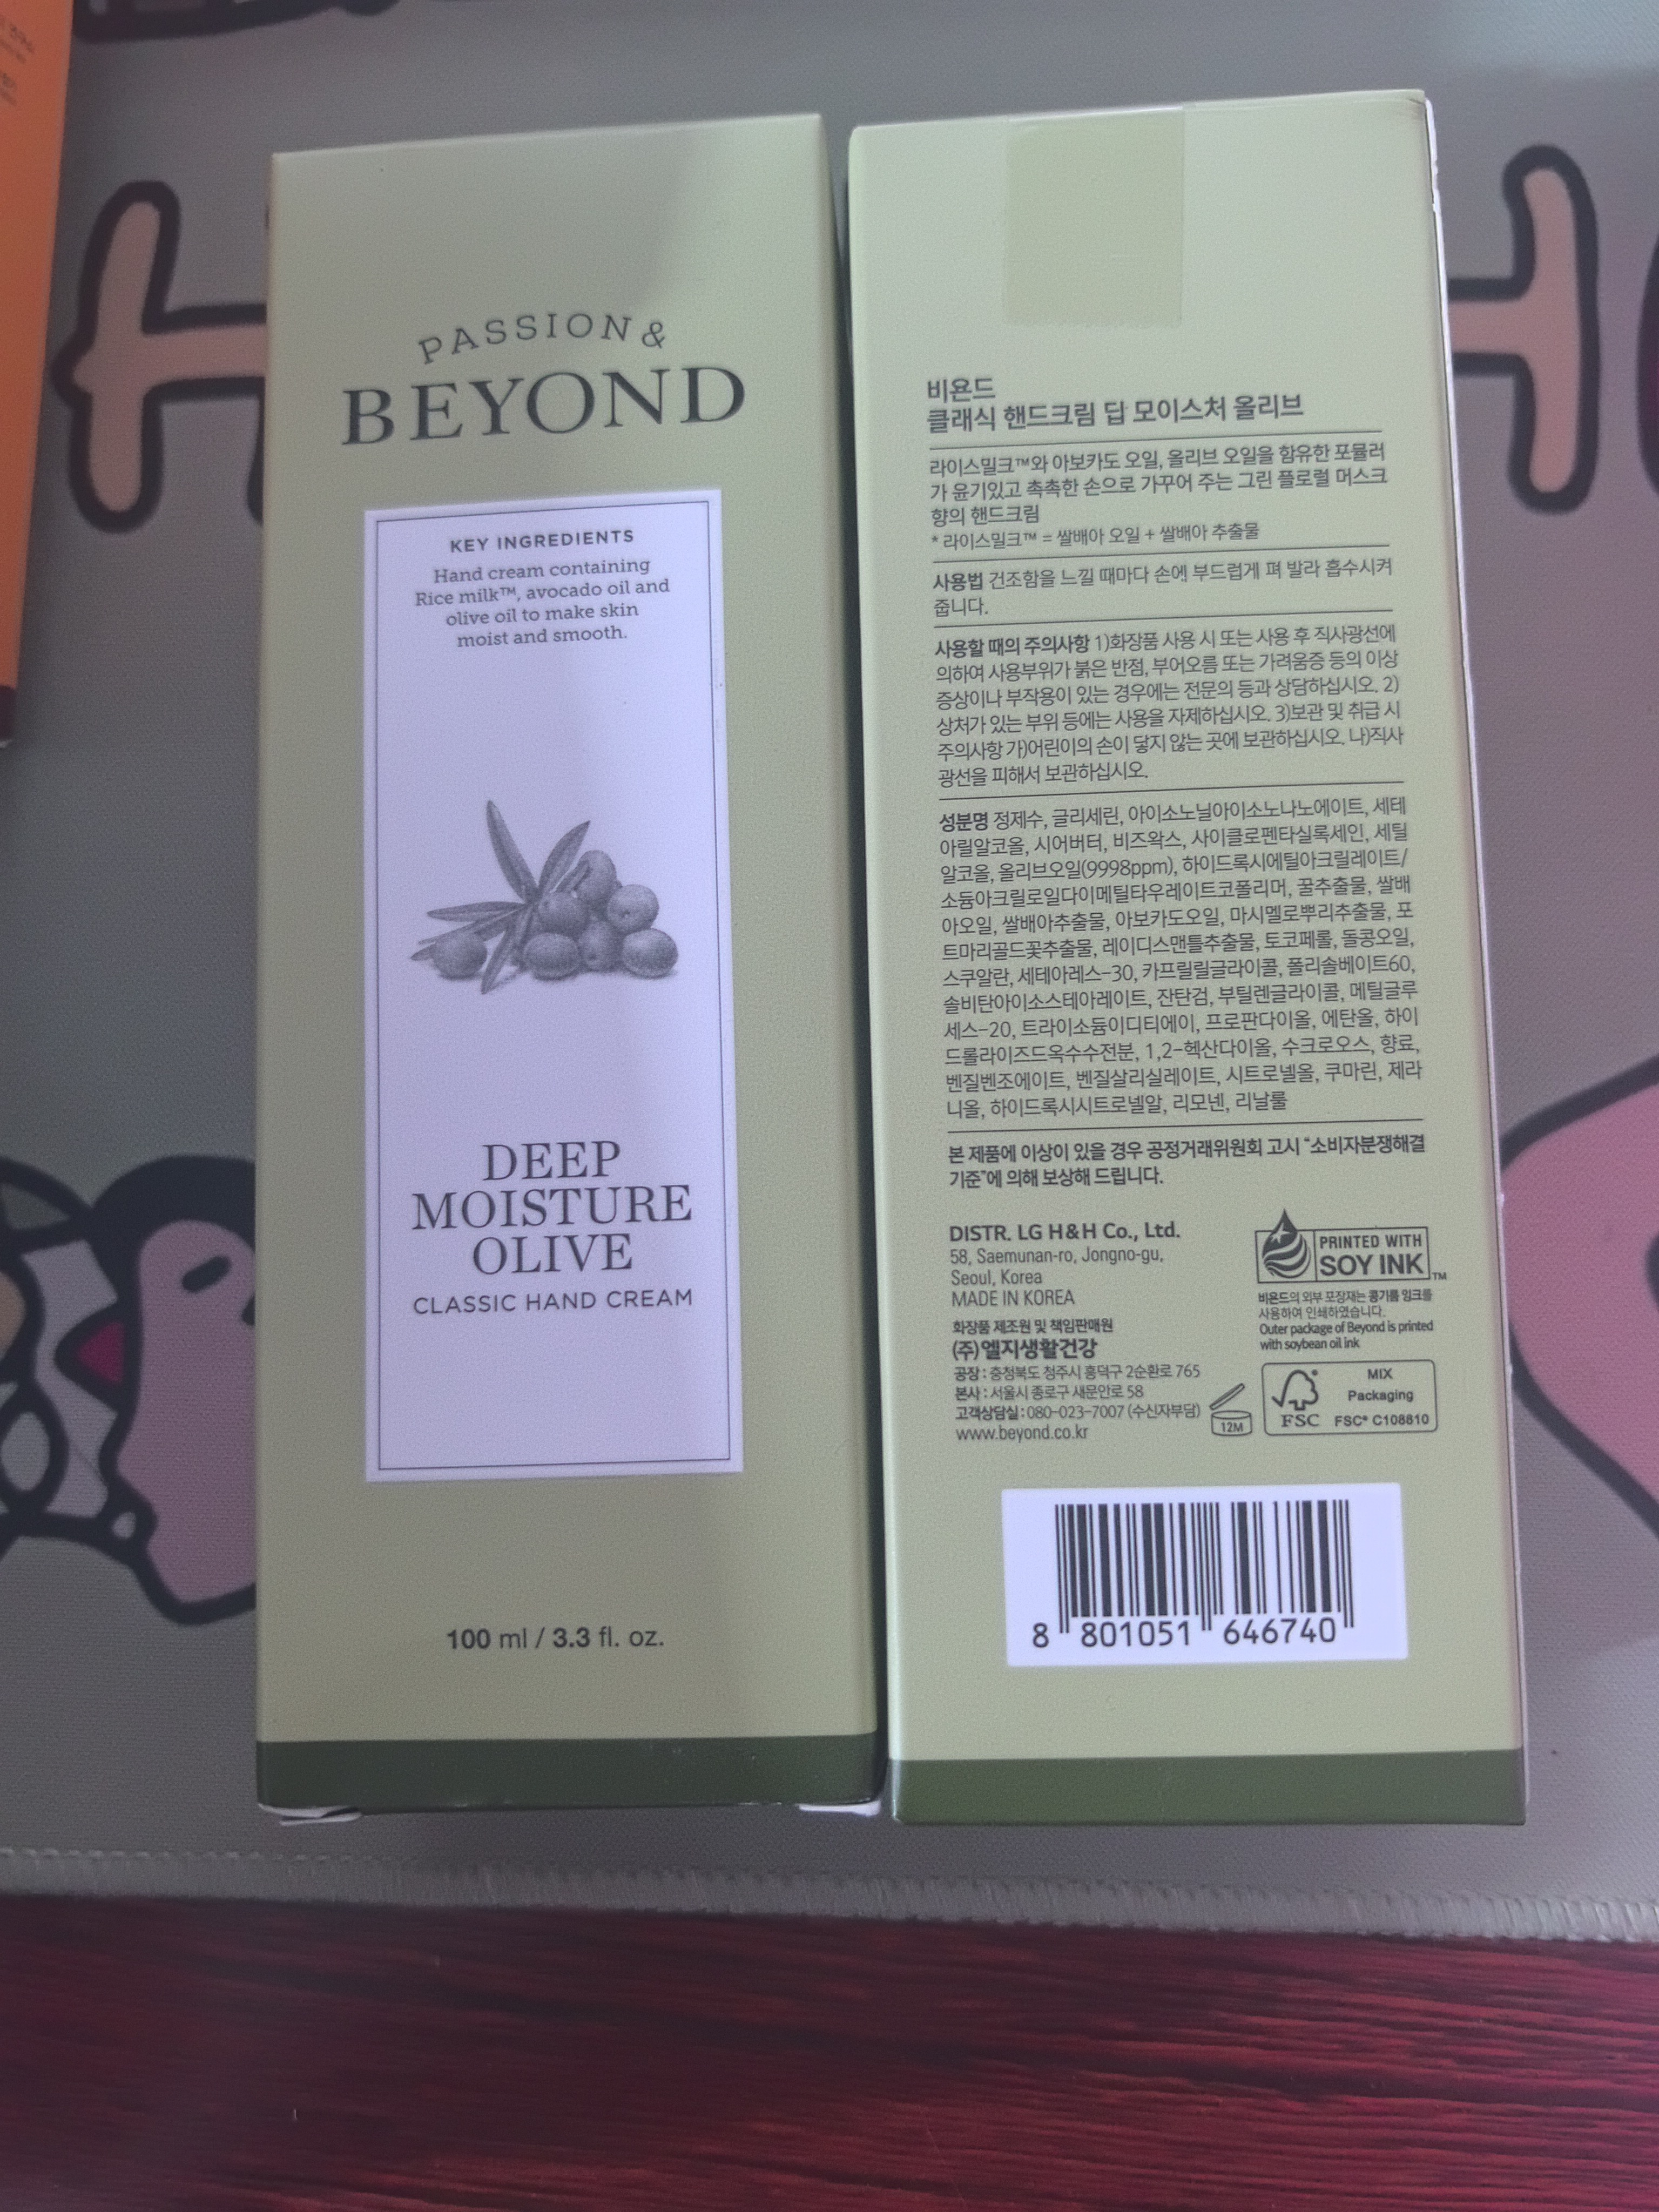 PASSION &
BEYOND
KEY INGREDIENTS
Hand cream containing
Rice milk™, avocado oil and
olive oil to make skin
moist and smooth.
DEEP
MOISTURE
OLIVE
CLASSIC HAND CREAM
100 ml / 3.3 fl. oz.
비욘드
클래식 핸드크림 딥 모이스처 올리브
라이스밀크™와 아보카도 오일, 올리브 오일을 함유한 포뮬러
가 윤기있고 촉촉한 손으로 가꾸어 주는 그린 플로럴 머스크
향의 핸드크림
* 라이스밀크™ = 쌀배아 오일 + 쌀배아 추출물
사용법 건조함을 느낄 때마다 손에 부드럽게 펴 발라 흡수시켜
줍니다.
사용할 때의 주의사항 1)화장품 사용 시 또는 사용 후 직사광선에
의하여 사용부위가 붉은 반점, 부어오름 또는 가려움증 등의 이상
증상이나 부작용이 있는 경우에는 전문의 등과 상담하십시오. 2)
상처가 있는 부위 등에는 사용을 자제하십시오. 3)보관 및 취급 시
주의사항 가)어린이의 손이 닿지 않는 곳에 보관하십시오. 나)직사
광선을 피해서 보관하십시오.
성분명 정제수, 글리세린, 아이소노닐아이소노나노에이트, 세테
아릴알코올, 시어버터, 비즈왁스, 사이클로펜타실록세인, 세틸
알코올, 올리브오일(9998ppm), 하이드록시에틸아크릴레이트/
소듐아크릴로일다이메틸타우레이트코폴리머, 꿀추출물, 쌀배
아오일, 쌀배아추출물, 아보카도오일, 마시멜로뿌리추출물, 포
트마리골드꽃추출물, 레이디스맨틀추출물, 토코페롤, 돌콩오일,
스쿠알란, 세테아레스-30, 카프릴릴글라이콜, 폴리솔베이트60,
솔비탄아이소스테아레이트, 잔탄검, 부틸렌글라이콜, 메틸글루
세스-20, 트라이소듐이디티에이, 프로판다이올, 에탄올, 하이
드롤라이즈드옥수수전분, 1,2-헥산다이올, 수크로오스, 향료,
벤질벤조에이트, 벤질살리실레이트, 시트로넬올, 쿠마린, 제라
니올, 하이드록시시트로넬알, 리모넨, 리날룰
본 제품에 이상이 있을 경우 공정거래위원회 고시 “소비자분쟁해결
기준”에 의해 보상해 드립니다.
DISTR. LG H&H Co., Ltd.
58, Saemunan-ro, Jongno-gu,
Seoul, Korea
MADE IN KOREA
화장품 제조원 및 책임판매원
(주)엘지생활건강
공장 : 충청북도 청주시 흥덕구 2순환로 765
본사 : 서울시 종로구 새문안로 58
고객상담실 : 080-023-7007 (수신자부담)
www.beyond.co.kr
12M
PRINTED WITH
SOY INK™
비욘드의 외부 포장재는 콩기름 잉크를
사용하여 인쇄하였습니다.
Outer package of Beyond is printed
with soybean oil ink
FSC
MIX
Packaging
FSC® C108810
8 801051 646740